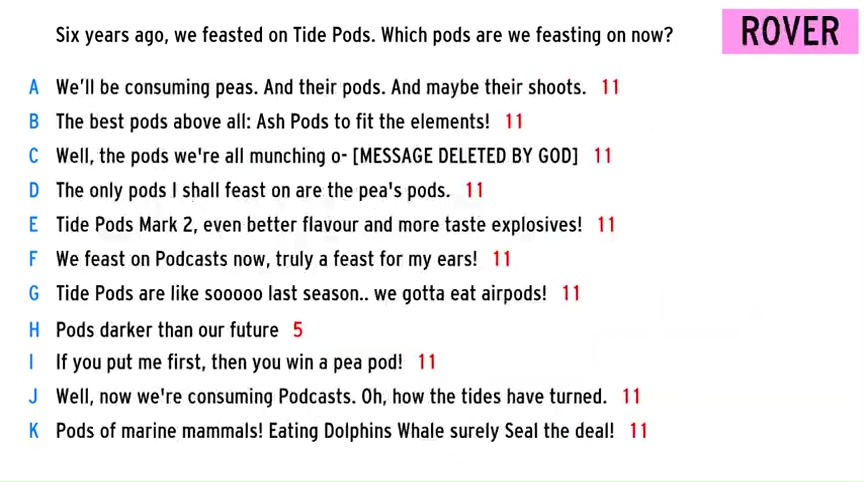 Six years ago, we feasted on Tide Pods. Which pods are we feasting on now?
ROVER
A We'll be consuming peas. And their pods. And maybe their shoots. 11
B The best pods above all: Ash Pods to fit the elements! 11
C Well, the pods we're all munching o- [MESSAGE DELETED BY GOD] 11
D The only pods I shall feast on are the pea's pods. 11
E Tide Pods Mark 2, even better flavour and more taste explosives! 11
F We feast on Podcasts now, truly a feast for my ears! 11
G Tide Pods are like sooooo last season.. we gotta eat airpods! 11
H Pods darker than our future 5
I If you put me first, then you win a pea pod! 11
J Well, now we're consuming Podcasts. Oh, how the tides have turned. 11
K Pods of marine mammals! Eating Dolphins Whale surely Seal the deal! 11